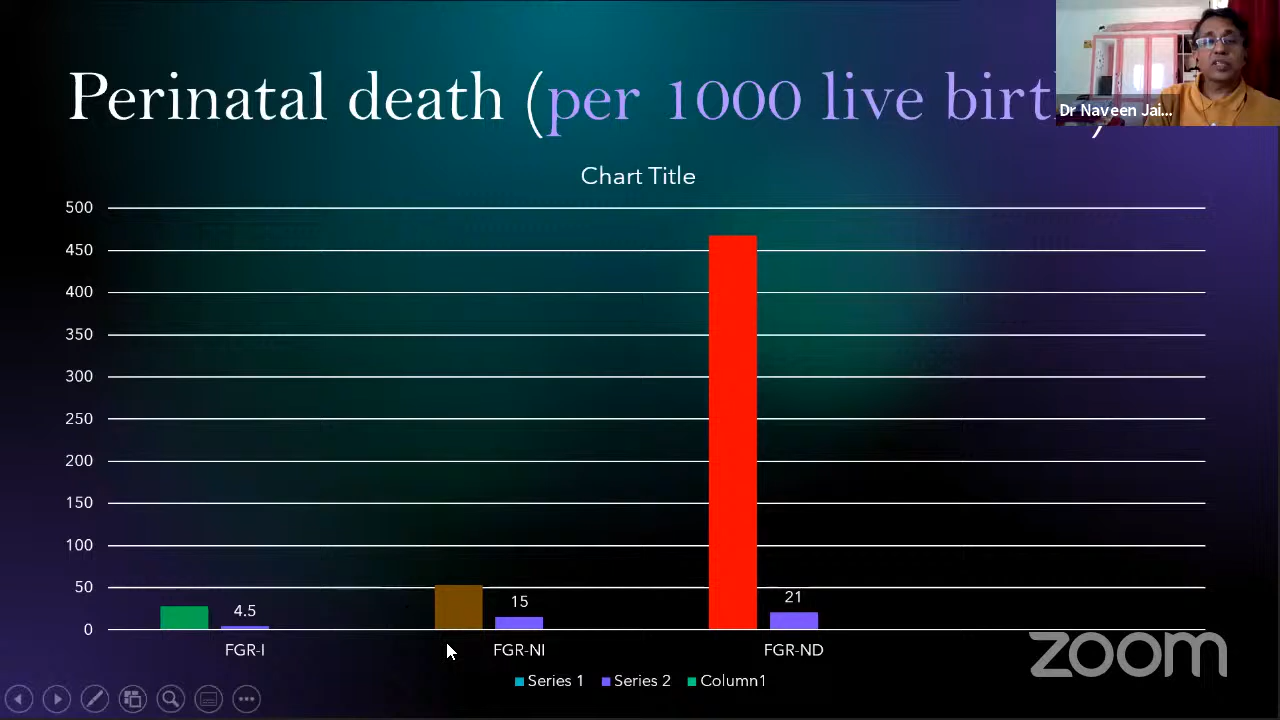 Perinatal death (per 1000 live birt
Dr Naveen Jai...
Chart Title
500
450
400
350
300
250
200
150
100
50
0
4.5
15
21
FGR-I
FGR-NI
FGR-ND
Series 1 Series 2 Column1
zoom